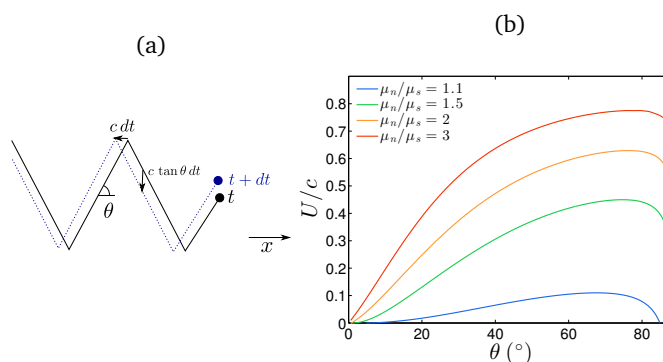 (a)
c dt
c tan θ dt
t + dt
t
θ
x
(b)
μn/μs = 1.1
μn/μs = 1.5
μn/μs = 2
μn/μs = 3
U/c
0.8
0.7
0.6
0.5
0.4
0.3
0.2
0.1
0
0 20 40 60 80
θ (°)